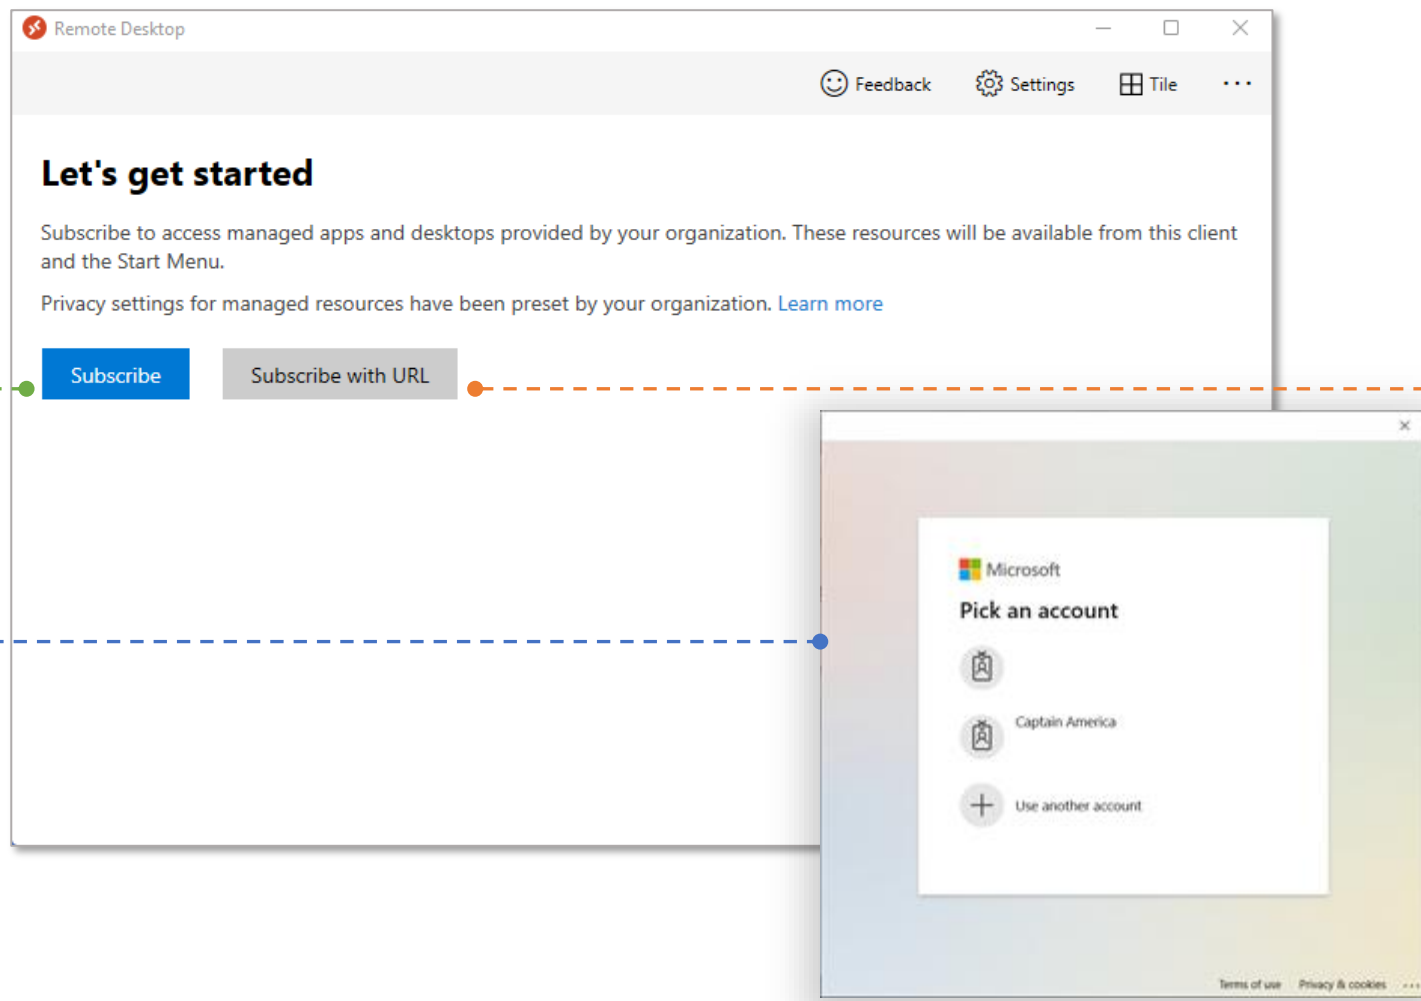 Remote Desktop
Feedback
Settings
Tile
Let's get started
Subscribe to access managed apps and desktops provided by your organization. These resources will be available from this client
and the Start Menu.
Privacy settings for managed resources have been preset by your organization. Learn more
Subscribe
Subscribe with URL
Microsoft
Pick an account
Captain America
Use another account
Terms of use
Privacy & cookies